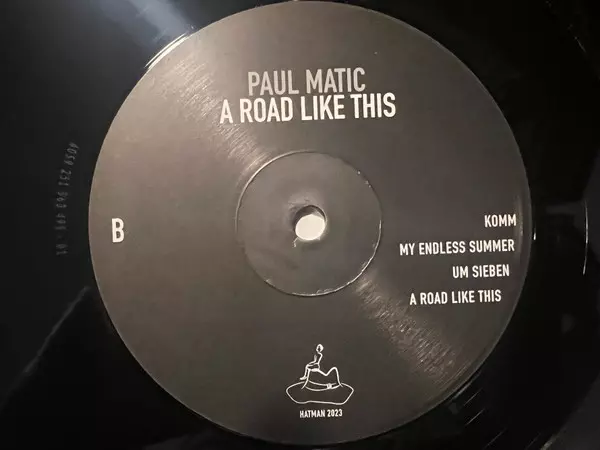 PAUL MATIC
A ROAD LIKE THIS
B
KOMM
MY ENDLESS SUMMER
UM SIEBEN
A ROAD LIKE THIS
HATMAN 2023